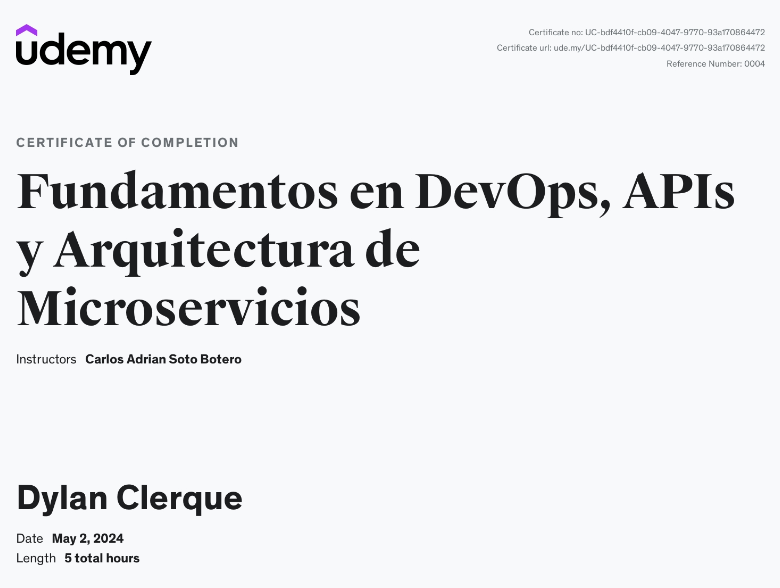 udemy
Certificate no: UC-bdf4410f-cb09-4047-9770-93a170864472
Certificate url: ude.my/UC-bdf4410f-cb09-4047-9770-93a170864472
Reference Number: 0004
CERTIFICATE OF COMPLETION
Fundamentos en DevOps, APIs
y Arquitectura de
Microservicios
Instructors Carlos Adrian Soto Botero
Dylan Clerque
Date May 2, 2024
Length 5 total hours